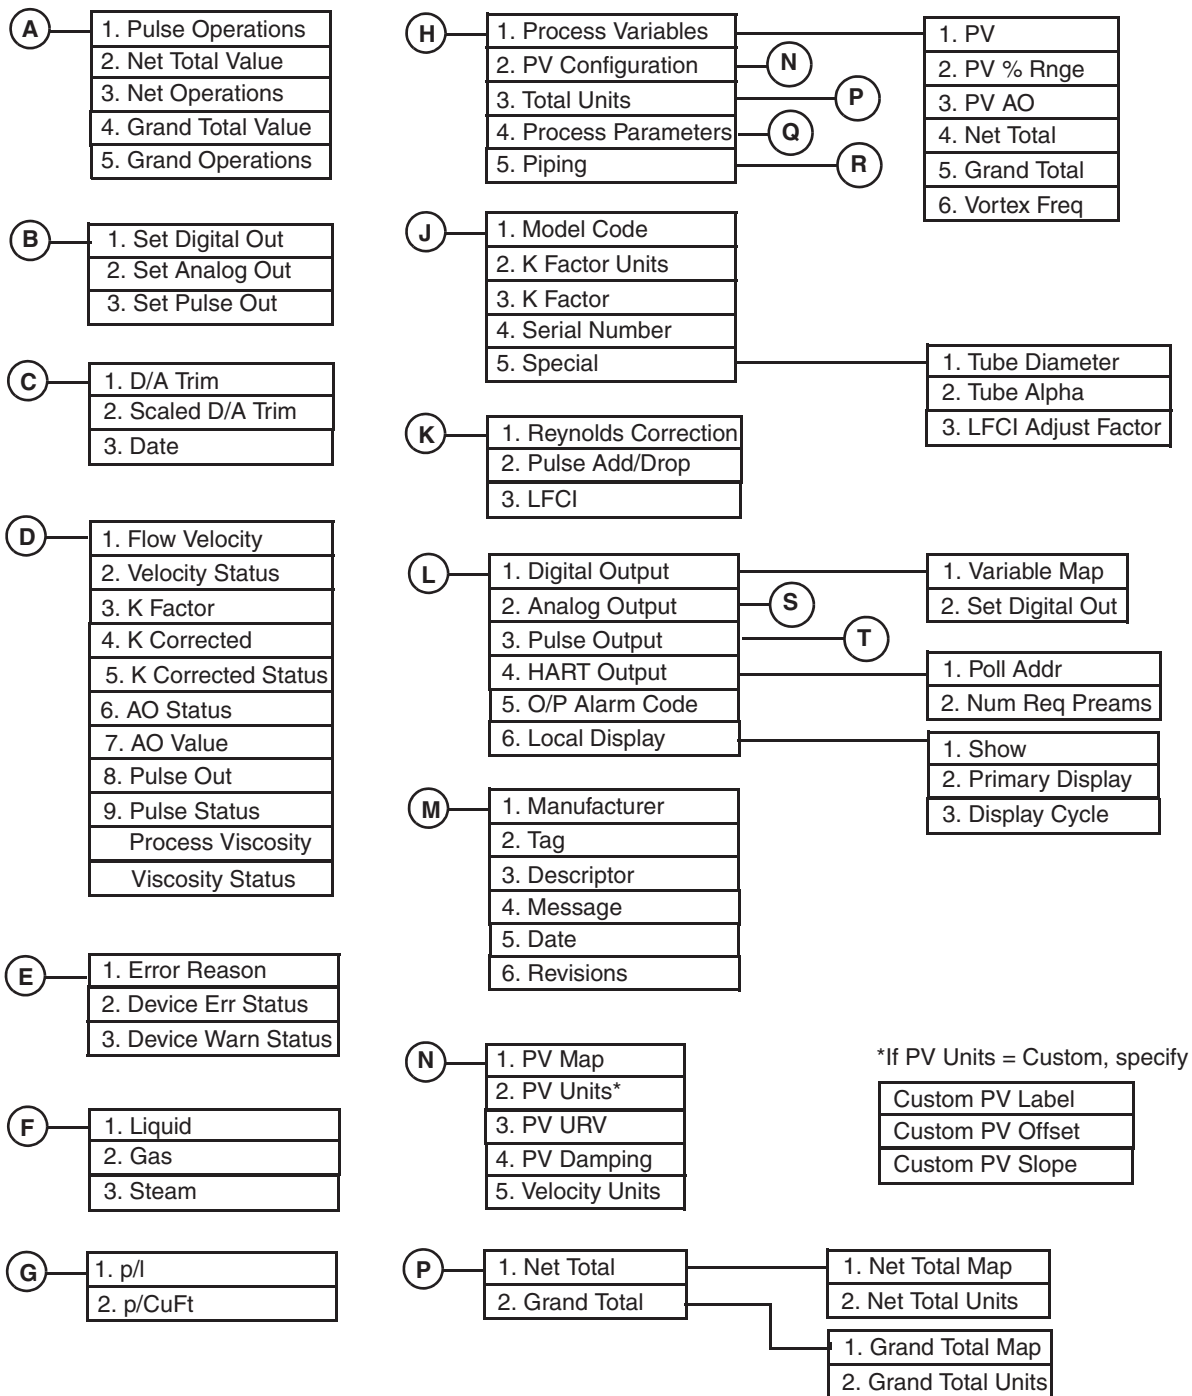 A
1. Pulse Operations
2. Net Total Value
3. Net Operations
4. Grand Total Value
5. Grand Operations
B
1. Set Digital Out
2. Set Analog Out
3. Set Pulse Out
C
1. D/A Trim
2. Scaled D/A Trim
3. Date
D
1. Flow Velocity
2. Velocity Status
3. K Factor
4. K Corrected
5. K Corrected Status
6. AO Status
7. AO Value
8. Pulse Out
9. Pulse Status
Process Viscosity
Viscosity Status
E
1. Error Reason
2. Device Err Status
3. Device Warn Status
F
1. Liquid
2. Gas
3. Steam
G
1. p/l
2. p/CuFt
H
1. Process Variables
2. PV Configuration
N
3. Total Units
P
4. Process Parameters
Q
5. Piping
R
1. PV
2. PV % Rnge
3. PV AO
4. Net Total
5. Grand Total
6. Vortex Freq
J
1. Model Code
2. K Factor Units
3. K Factor
4. Serial Number
5. Special
1. Tube Diameter
2. Tube Alpha
3. LFCI Adjust Factor
K
1. Reynolds Correction
2. Pulse Add/Drop
3. LFCI
L
1. Digital Output
2. Analog Output
S
3. Pulse Output
T
4. HART Output
5. O/P Alarm Code
6. Local Display
1. Variable Map
2. Set Digital Out
1. Poll Addr
2. Num Req Preams
1. Show
2. Primary Display
3. Display Cycle
M
1. Manufacturer
2. Tag
3. Descriptor
4. Message
5. Date
6. Revisions
N
1. PV Map
2. PV Units*
3. PV URV
4. PV Damping
5. Velocity Units
*If PV Units = Custom, specify
Custom PV Label
Custom PV Offset
Custom PV Slope
P
1. Net Total
2. Grand Total
1. Net Total Map
2. Net Total Units
1. Grand Total Map
2. Grand Total Units